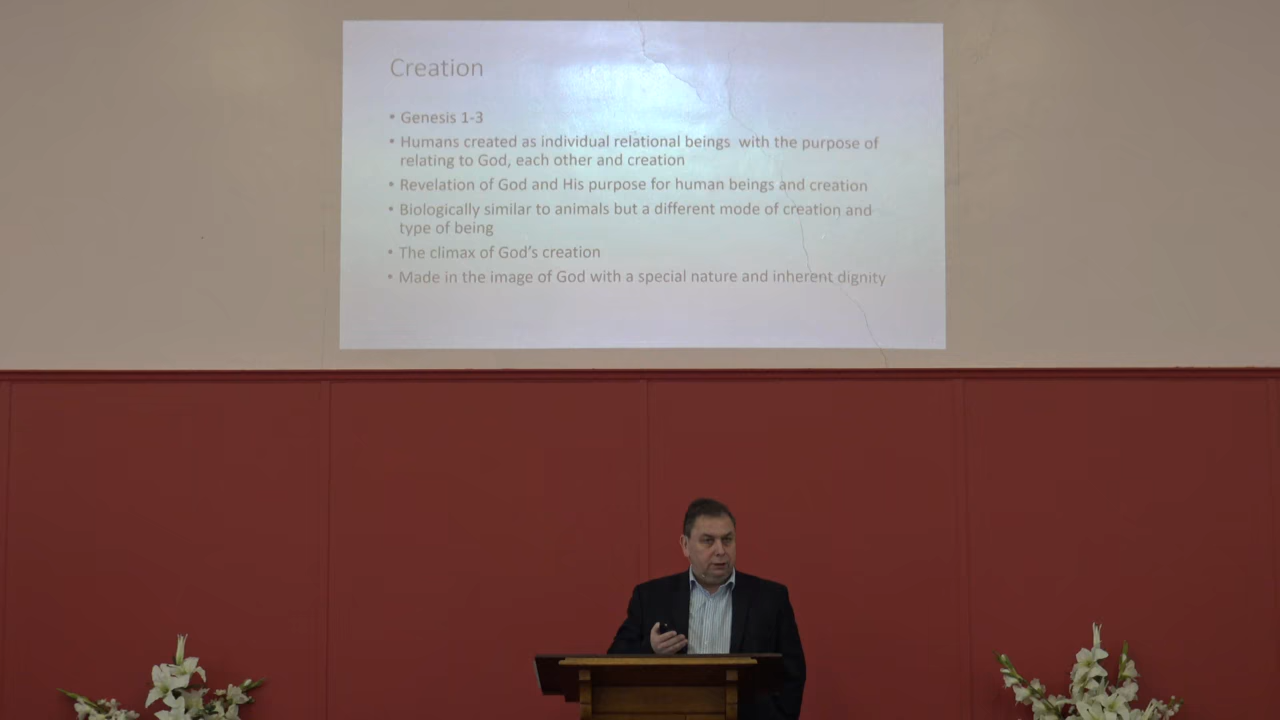 Creation
• Genesis 1-3
• Humans created as individual relational beings with the purpose of
relating to God, each other and creation
• Revelation of God and His purpose for human beings and creation
• Biologically similar to animals but a different mode of creation and
type of being
• The climax of God's creation
• Made in the image of God with a special nature and inherent dignity